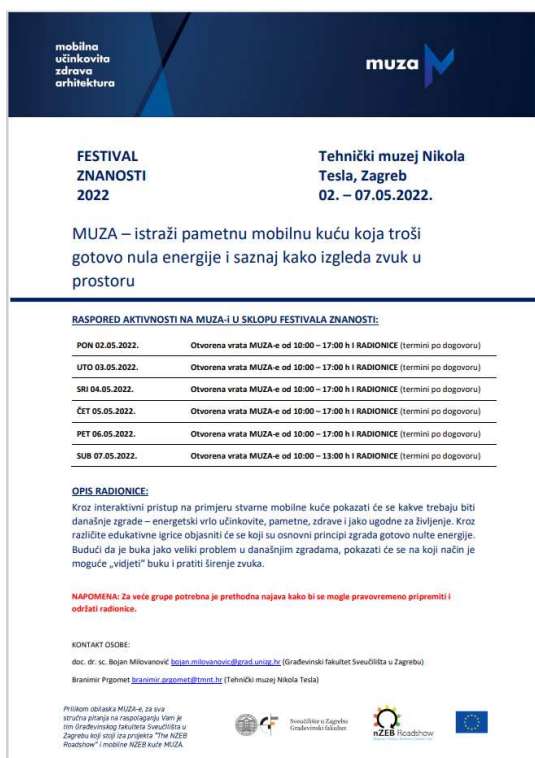 mobilna
učinkovita
zdrava
arhitektura
muza
FESTIVAL
ZNANOSTI
2022
Tehnički muzej Nikola
Tesla, Zagreb
02. – 07.05.2022.
MUZA – istraži pametnu mobilnu kuću koja troši
gotovo nula energije i saznaj kako izgleda zvuk u
prostoru
RASPORED AKTIVNOSTI NA MUZA-i U SKLOPU FESTIVALA ZNANOSTI:
PON 02.05.2022. Otvorena vrata MUZA-e od 10:00 – 17:00 h I RADIONICE (termini po dogovoru)
UTO 03.05.2022. Otvorena vrata MUZA-e od 10:00 – 17:00 h I RADIONICE (termini po dogovoru)
SRI 04.05.2022. Otvorena vrata MUZA-e od 10:00 – 17:00 h I RADIONICE (termini po dogovoru)
ČET 05.05.2022. Otvorena vrata MUZA-e od 10:00 – 17:00 h I RADIONICE (termini po dogovoru)
PET 06.05.2022. Otvorena vrata MUZA-e od 10:00 – 17:00 h I RADIONICE (termini po dogovoru)
SUB 07.05.2022. Otvorena vrata MUZA-e od 10:00 – 13:00 h I RADIONICE (termini po dogovoru)
OPIS RADIONICE:
Kroz interaktivni pristup na primjeru stvarne mobilne kuće pokazati će se kakve trebaju biti
današnje zgrade – energetski vrlo učinkovite, pametne, zdrave i jako ugodne za življenje. Kroz
različite edukativne igrice objasniti će se koji su osnovni principi zgrada gotovo nulte energije.
Budući da je buka jako veliki problem u današnjim zgradama, pokazati će se na koji način je
moguće „vidjeti" buku i pratiti širenje zvuka.
NAPOMENA: Za veće grupe potrebna je prethodna najava kako bi se mogle pravovremeno pripremiti i
održati radionice.
KONTAKT OSOBE:
doc. dr. sc. Bojan Milovanović bojan.milovanovic@grad.unizg.hr (Građevinski fakultet Sveučilišta u Zagrebu)
Branimir Prgomet branimir.prgomet@tmnt.hr (Tehnički muzej Nikola Tesla)
Prilikom obilaska MUZA-e, za sva
stručna pitanja na raspolaganju Vam je
tim Građevinskog fakulteta Sveučilišta u
Zagrebu koji stoji iza projekta "The NZEB
Roadshow" i mobilne NZEB kuće MUZA.
Sveučilište u Zagrebu
Građevinski fakultet
nZEB Roadshow